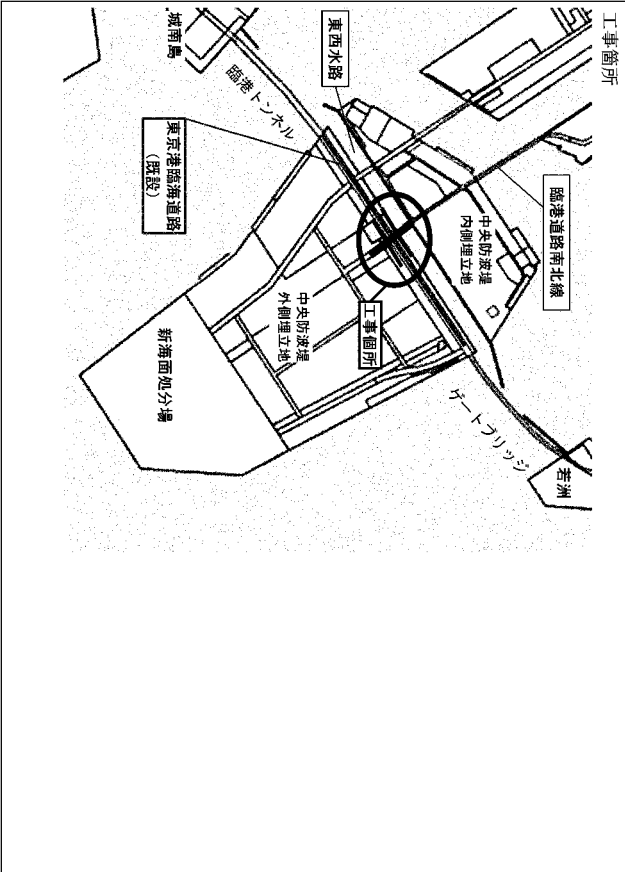 工事箇所
臨港道路南北線
中央防波堤
内側埋立地
若洲
ゲートブリッジ
東西水路
臨港トンネル
城南島
東京港臨海道路
（既設）
工事個所
中央防波堤
外側埋立地
新海面処分場